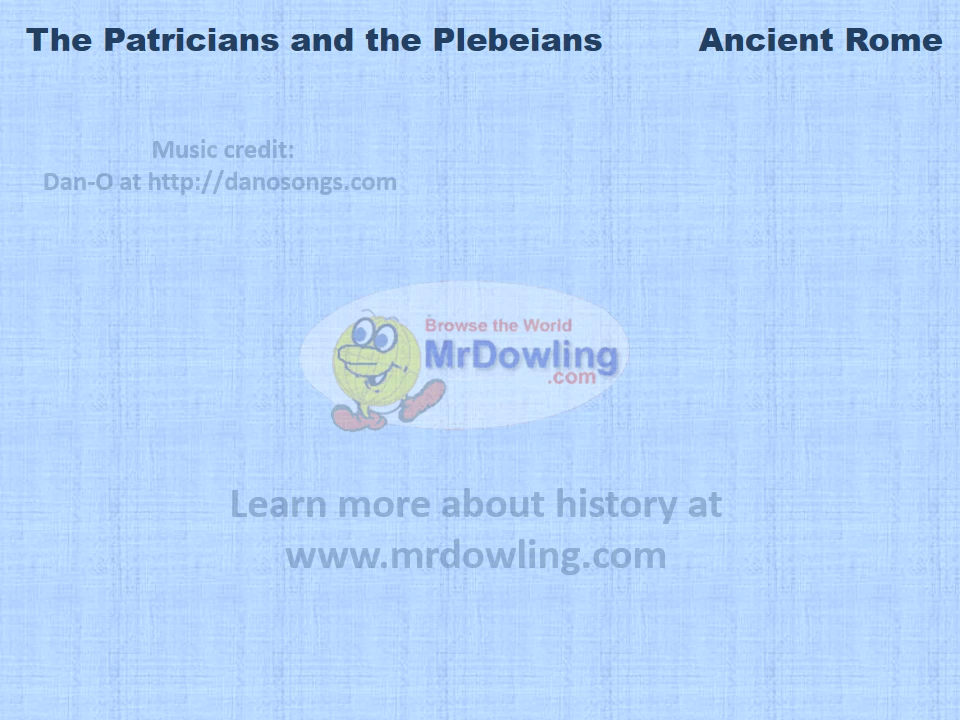 The Patricians and the Plebeians Ancient Rome
Music credit:
Dan-O at http://danosongs.com
Browse the World
MrDowling
.com
Learn more about history at
www.mrdowling.com